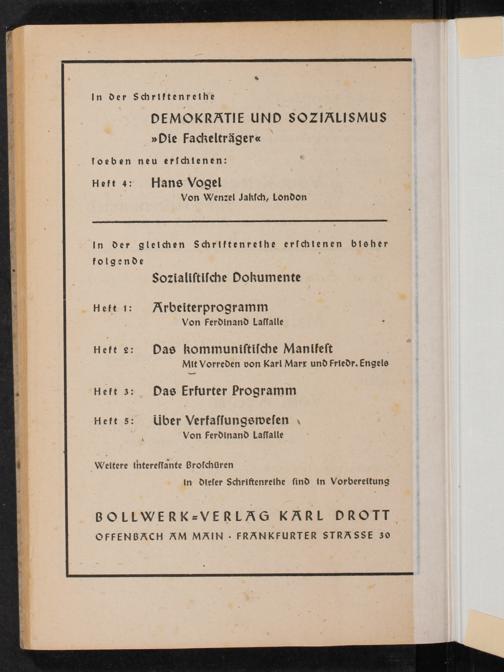 In der Schriftenreihe
DEMOKRATIE UND SOZIALISMUS
»Die Fackelträger«
soeben neu erschienen:
Heft 4: Hans Vogel
Von Wenzel Jaksch, London
In der gleichen Schriftenreihe erschienen bisher
folgende
Sozialistische Dokumente
Heft 1: Arbeiterprogramm
Von Ferdinand Lassalle
Heft 2: Das kommunistische Manifest
Mit Vorreden von Karl Marx und Friedr. Engels
Heft 3: Das Erfurter Programm
Heft 5: Über Verfassungswesen
Von Ferdinand Lassalle
Weitere interessante Broschüren
in dieser Schriftenreihe sind in Vorbereitung
BOLLWERK=VERLAG KARL DROTT
OFFENBACH AM MAIN · FRANKFURTER STRASSE 30